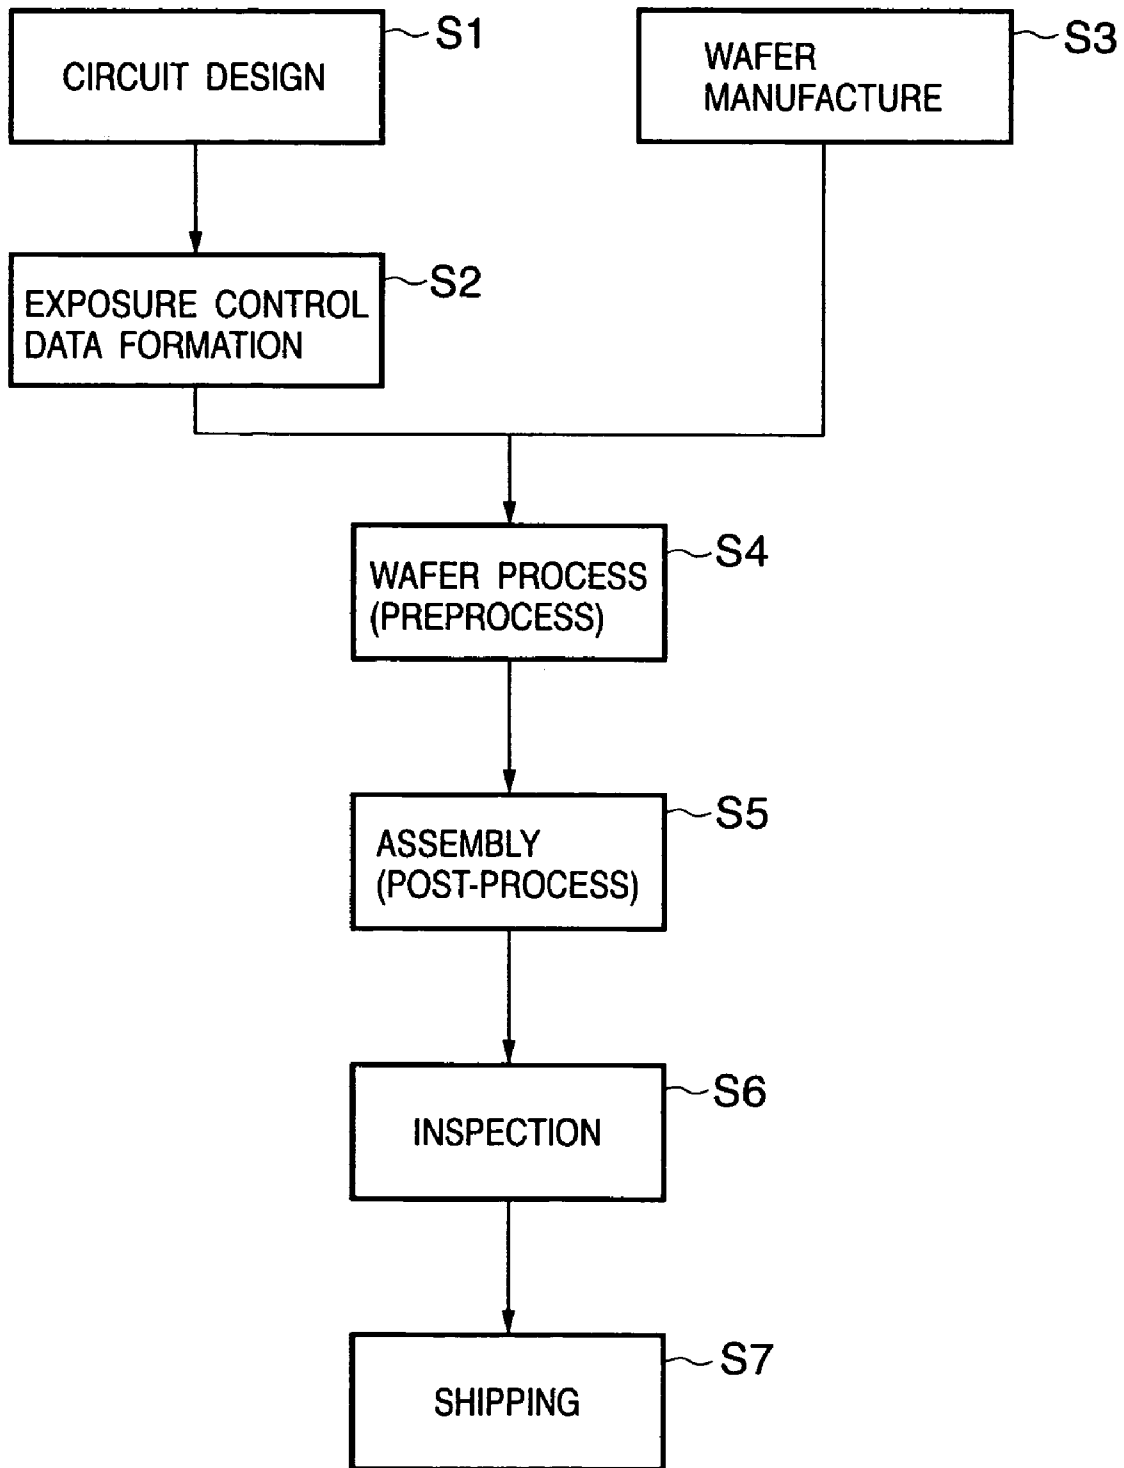 S1
CIRCUIT DESIGN
S3
WAFER
MANUFACTURE
S2
EXPOSURE CONTROL
DATA FORMATION
S4
WAFER PROCESS
(PREPROCESS)
S5
ASSEMBLY
(POST-PROCESS)
S6
INSPECTION
S7
SHIPPING